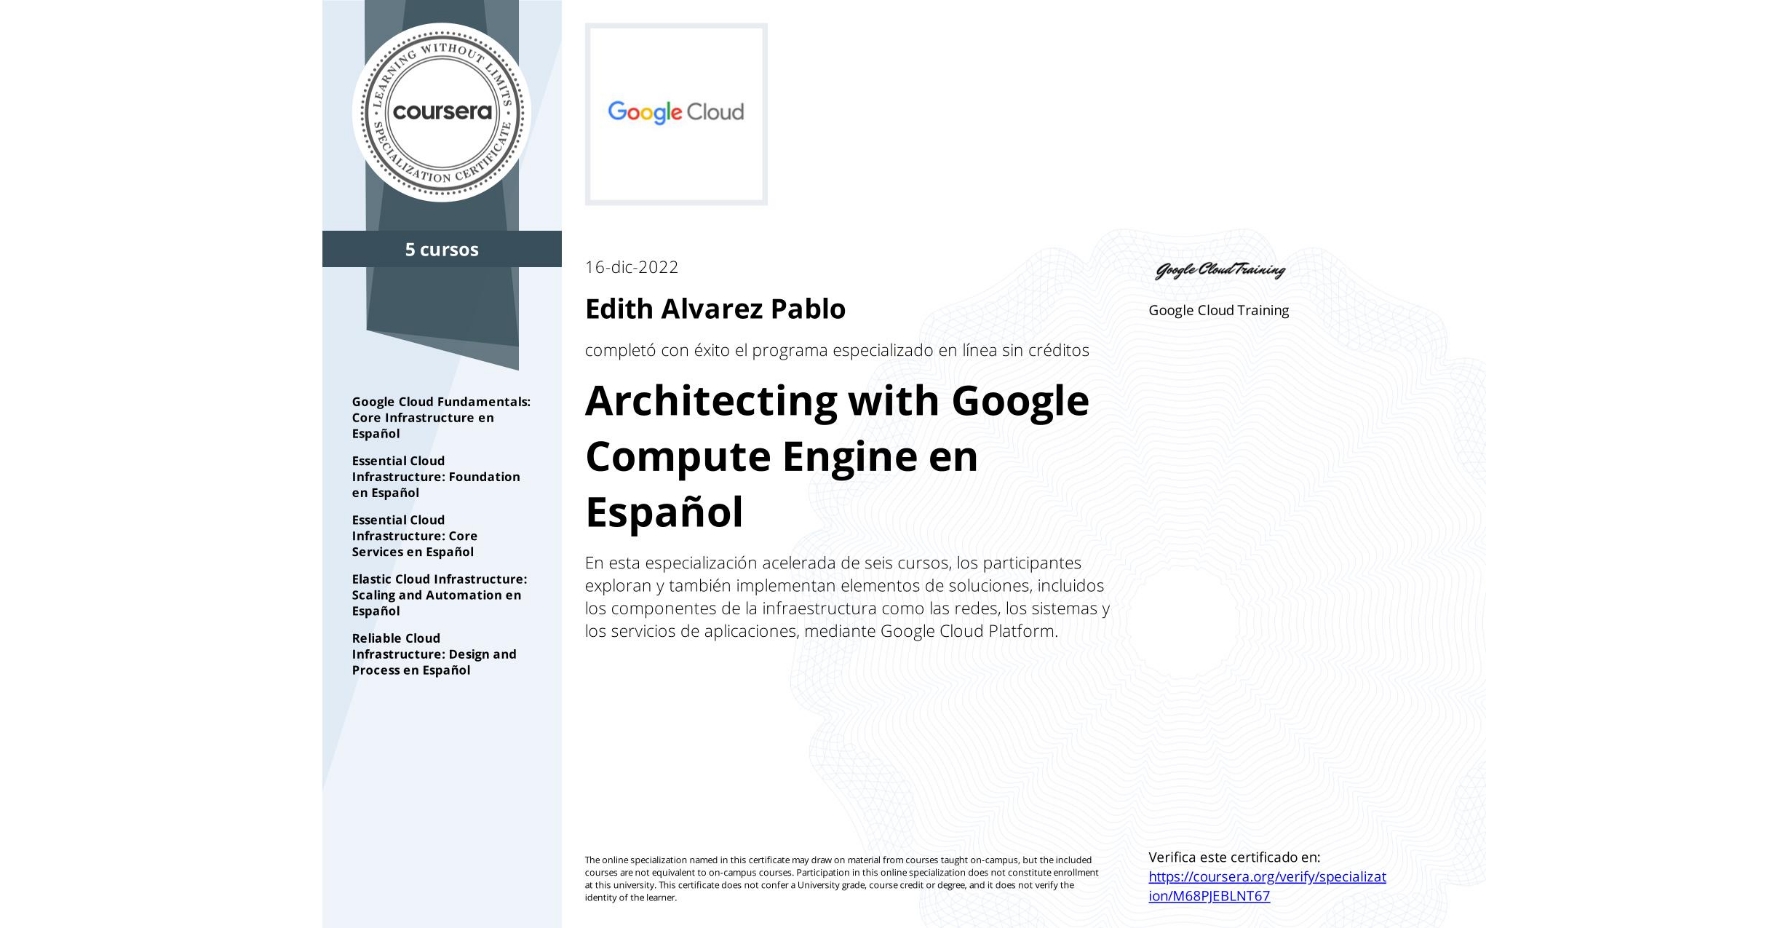 LEARNING WITHOUT LIMITS
coursera
SPECIALIZATION CERTIFICATE
5 cursos
Google Cloud Fundamentals:
Core Infrastructure en
Español
Essential Cloud
Infrastructure: Foundation
en Español
Essential Cloud
Infrastructure: Core
Services en Español
Elastic Cloud Infrastructure:
Scaling and Automation en
Español
Reliable Cloud
Infrastructure: Design and
Process en Español
Google Cloud
16-dic-2022
Edith Alvarez Pablo
completó con éxito el programa especializado en línea sin créditos
Architecting with Google
Compute Engine en
Español
En esta especialización acelerada de seis cursos, los participantes
exploran y también implementan elementos de soluciones, incluidos
los componentes de la infraestructura como las redes, los sistemas y
los servicios de aplicaciones, mediante Google Cloud Platform.
Google Cloud Training
Google Cloud Training
The online specialization named in this certificate may draw on material from courses taught on-campus, but the included
courses are not equivalent to on-campus courses. Participation in this online specialization does not constitute enrollment
at this university. This certificate does not confer a University grade, course credit or degree, and it does not verify the
identity of the learner.
Verifica este certificado en:
https://coursera.org/verify/specializat
ion/M68PJEBLNT67